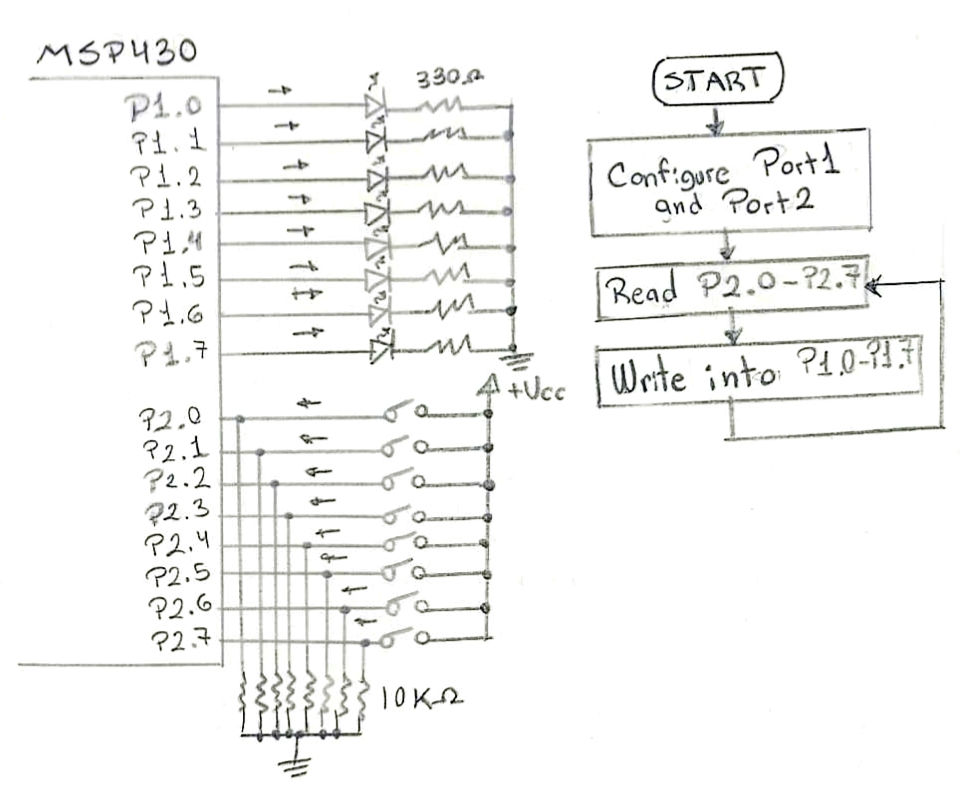 MSP430
330Ω
P1.0
P1.1
P1.2
P1.3
P1.4
P1.5
P1.6
P1.7
+Vcc
P2.0
P2.1
P2.2
P2.3
P2.4
P2.5
P2.6
P2.7
10KΩ
START
Configure Port1
and Port2
Read P2.0-P2.7
Write into P1.0-P1.7